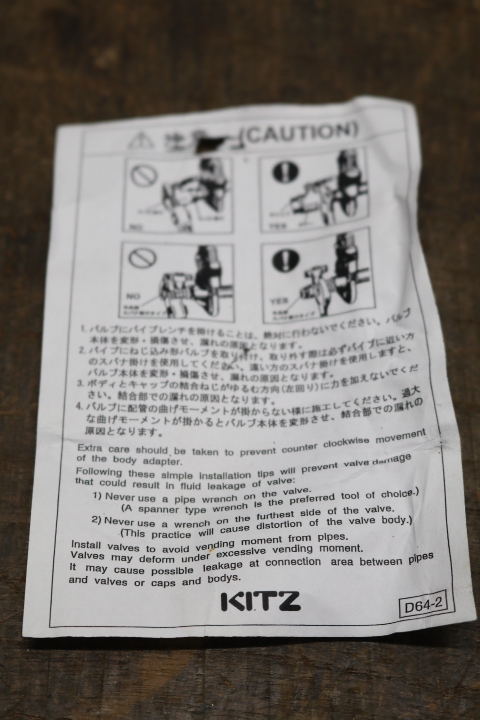 注意 (CAUTION)
NO
YES
NO
YES
1. バルブにパイプレンチを掛けることは、絶対に行わないでください。バルブ
本体を変形・損傷させ、漏れの原因となります。
2. パイプにねじ込み形バルブを取り付け、取り外す際は必ずパイプに近い方
のスパナ掛けを使用してください。遠い方のスパナ掛けを使用しますと、
バルブ本体を変形・損傷させ、漏れの原因となります。
3. ボディとキャップの結合ねじがゆるむ方向(左回り)に力を加えないでくだ
さい。結合部での漏れの原因となります。
4. バルブに配管の曲げモーメントが掛からない様に施工してください。過大
な曲げモーメントが掛かるとバルブ本体を変形させ、結合部での漏れの
原因となります。
Extra care should be taken to prevent counter clockwise movement
of the body adapter.
Following these simple installation tips will prevent valve damage
that could result in fluid leakage of valve:
1) Never use a pipe wrench on the valve.
(A spanner type wrench is the preferred tool of choice.)
2) Never use a wrench on the furthest side of the valve.
(This practice will cause distortion of the valve body.)
Install valves to avoid vending moment from pipes.
Valves may deform under excessive vending moment.
It may cause possible leakage at connection area between pipes
and valves or caps and bodys.
KITZ
D64-2